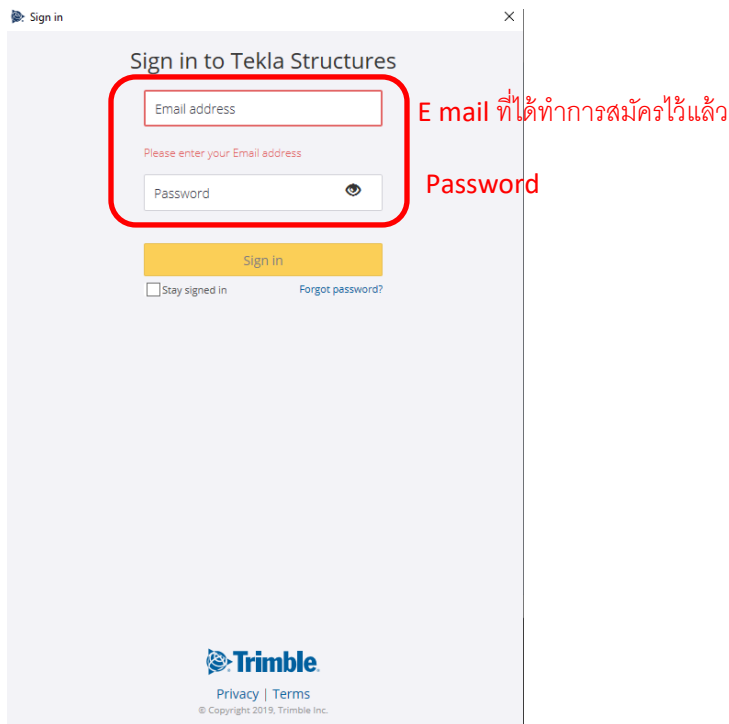 Sign in
Sign in to Tekla Structures
Email address
E mail ที่ได้ทำการสมัครไว้แล้ว
Please enter your Email address
Password
Password
Sign in
Stay signed in
Forgot password?
Trimble.
Privacy | Terms
© Copyright 2019, Trimble Inc.